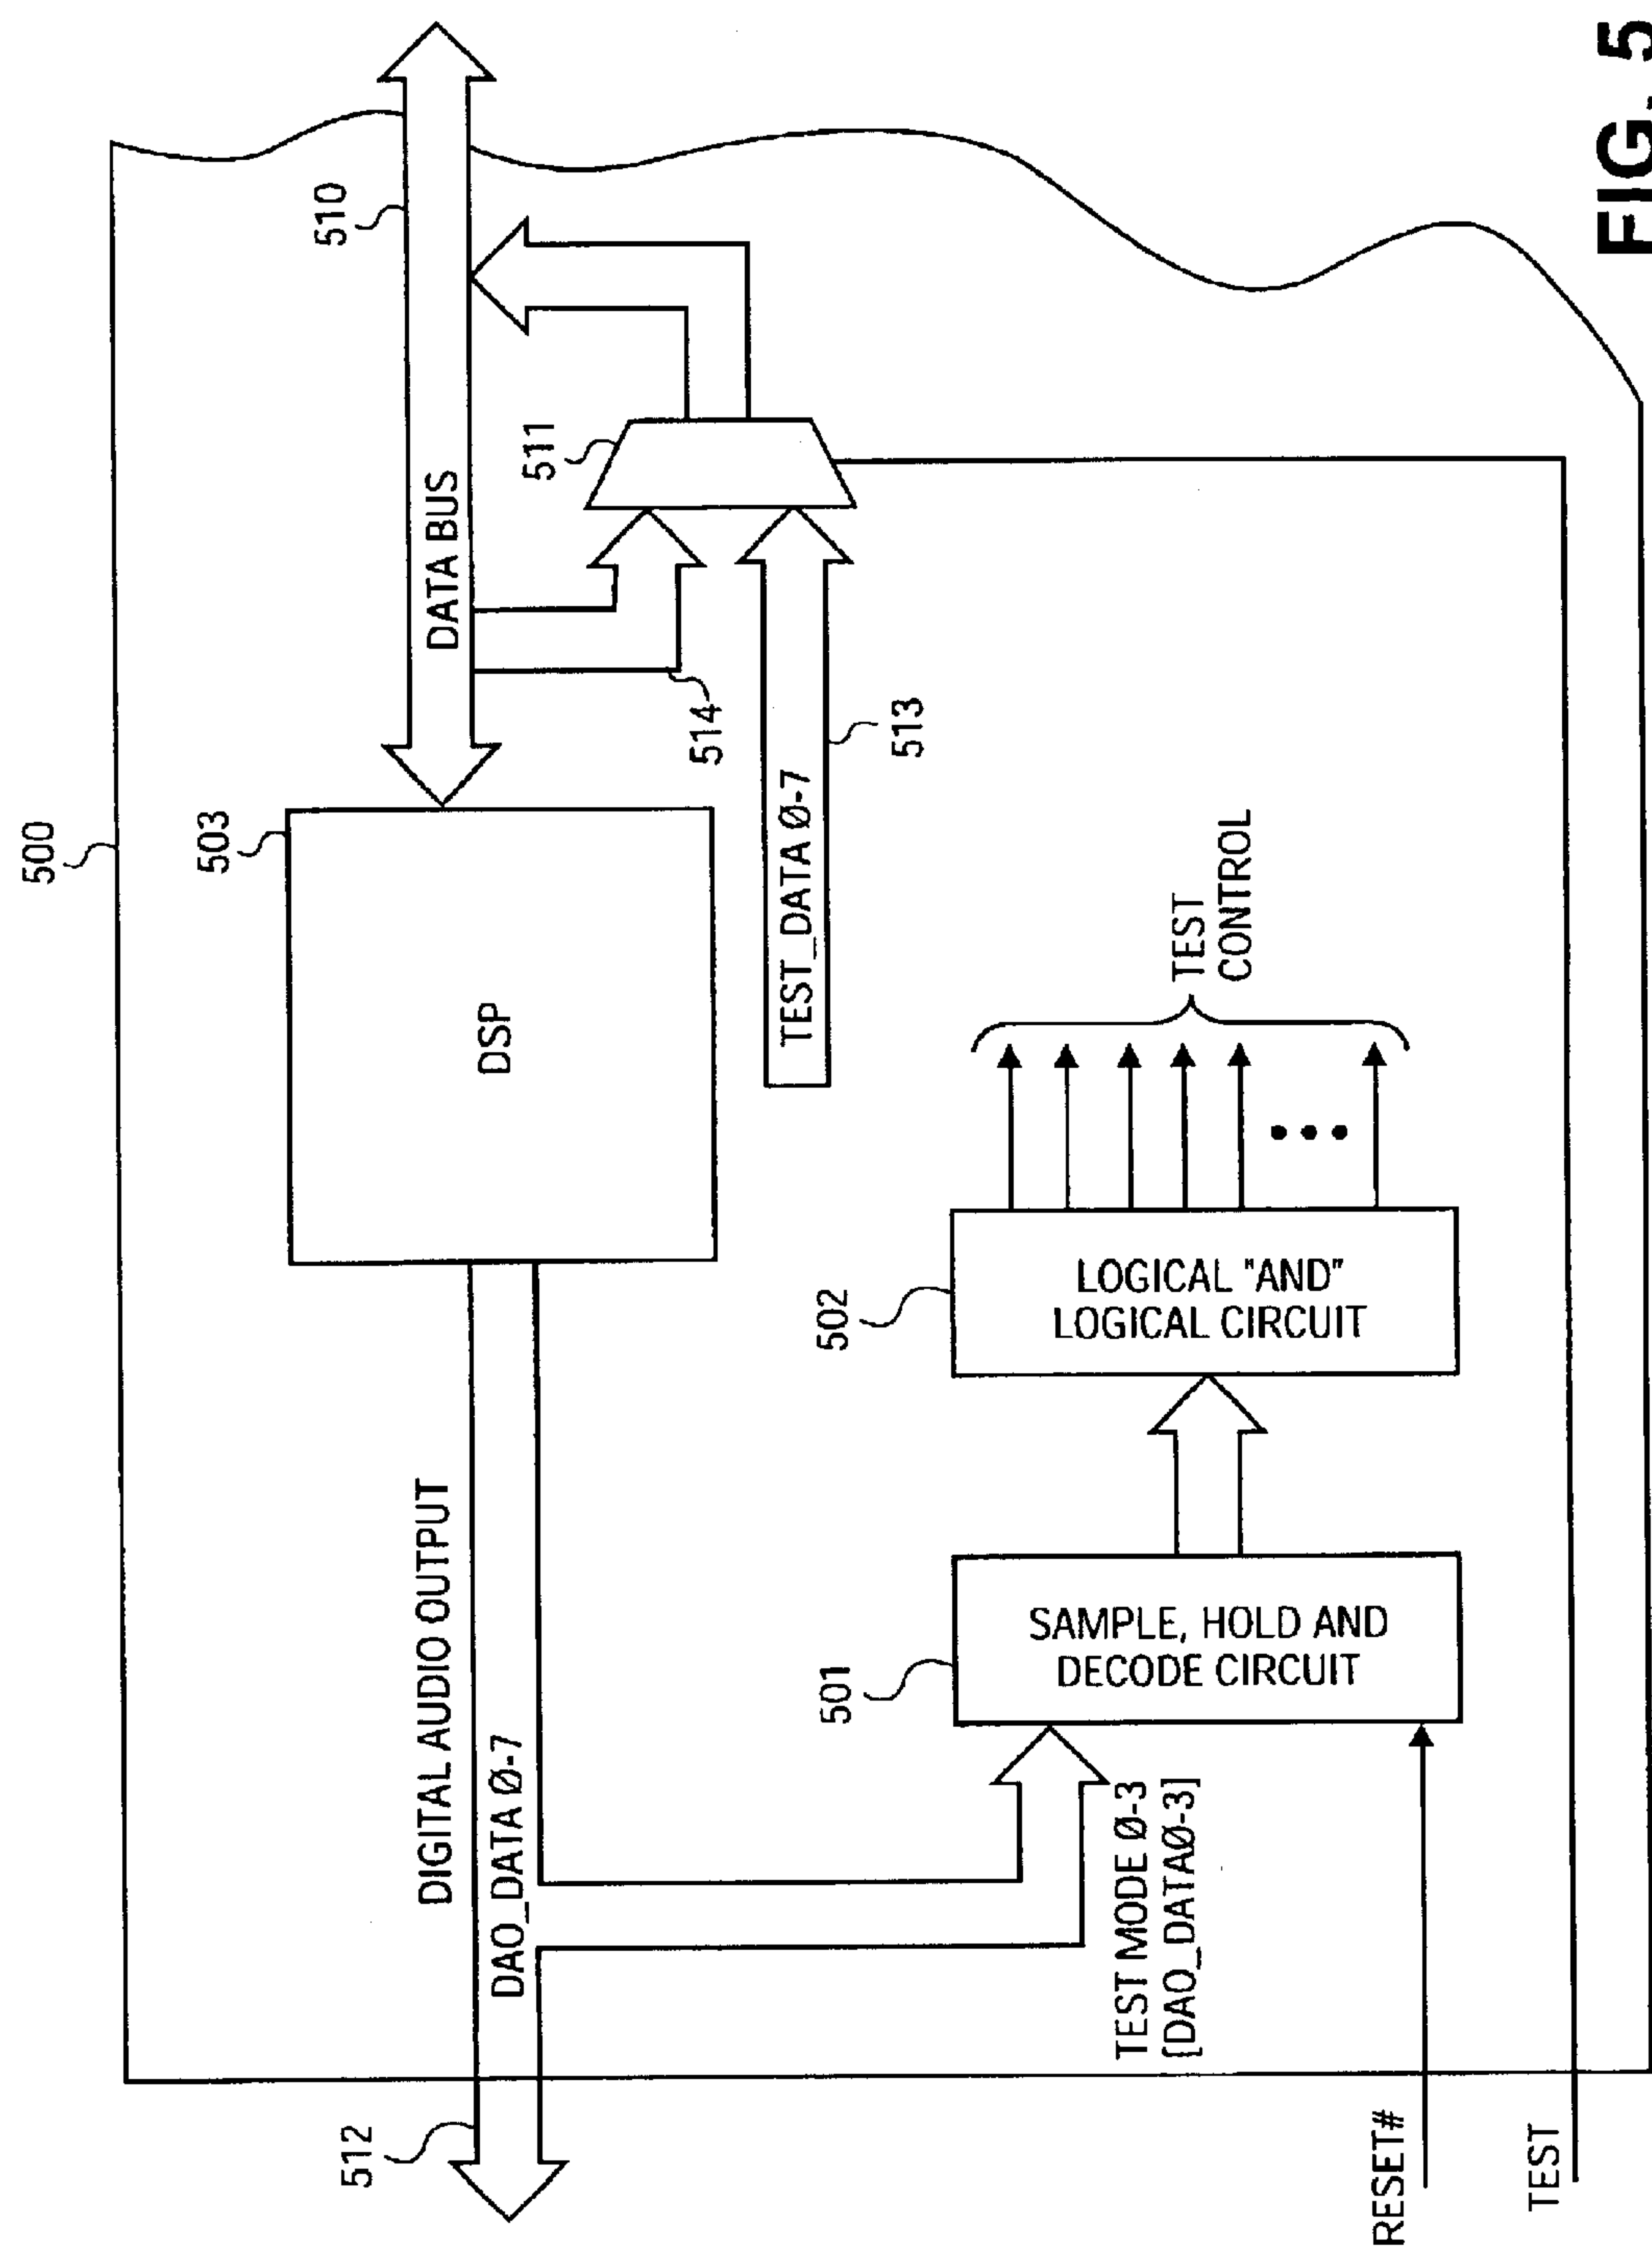 500
503
DSP
DATA BUS
510
511
514
513
TEST_DATA Ø-7
DIGITAL AUDIO OUTPUT
DAO_DATA Ø-7
512
TEST MODE Ø-3
[DAO_DATAØ-3]
501
SAMPLE, HOLD AND
DECODE CIRCUIT
502
LOGICAL "AND"
LOGICAL CIRCUIT
TEST
CONTROL
RESET#
TEST
FIG. 5